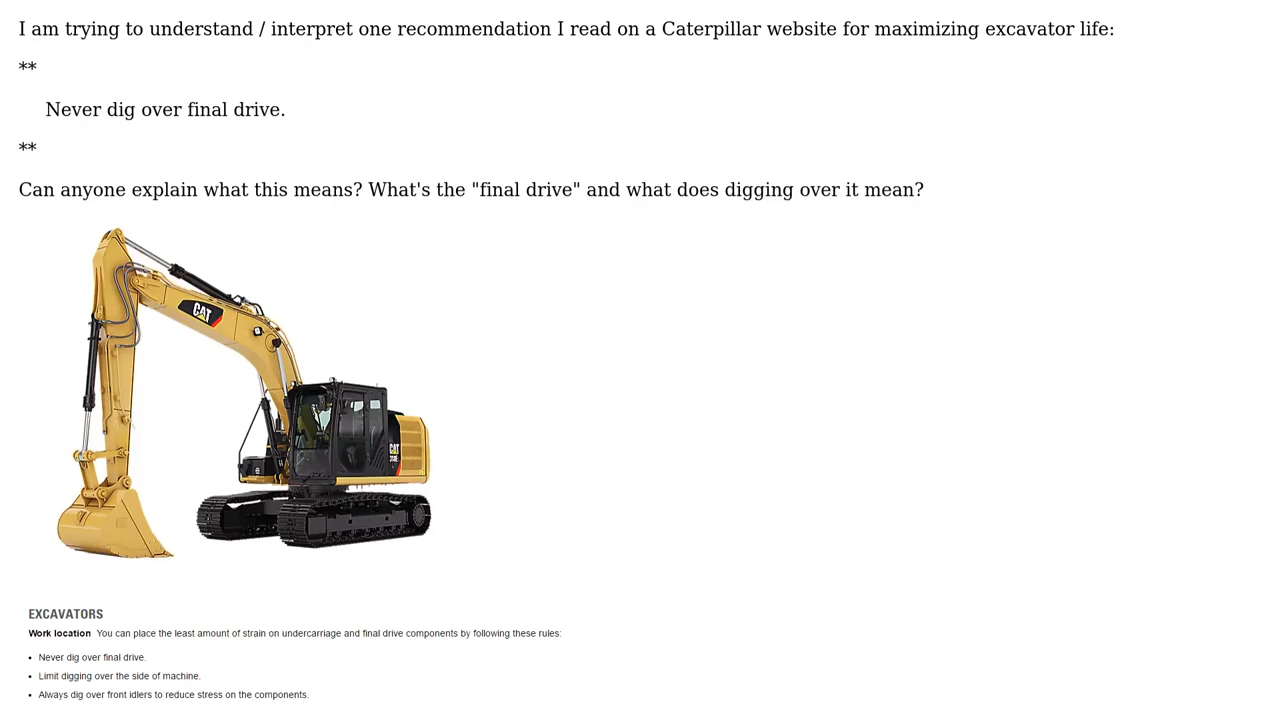 I am trying to understand / interpret one recommendation I read on a Caterpillar website for maximizing excavator life:
**
Never dig over final drive.
**
Can anyone explain what this means? What's the "final drive" and what does digging over it mean?
CAT
CAT
EXCAVATORS
Work location You can place the least amount of strain on undercarriage and final drive components by following these rules:
• Never dig over final drive.
• Limit digging over the side of machine.
• Always dig over front idlers to reduce stress on the components.